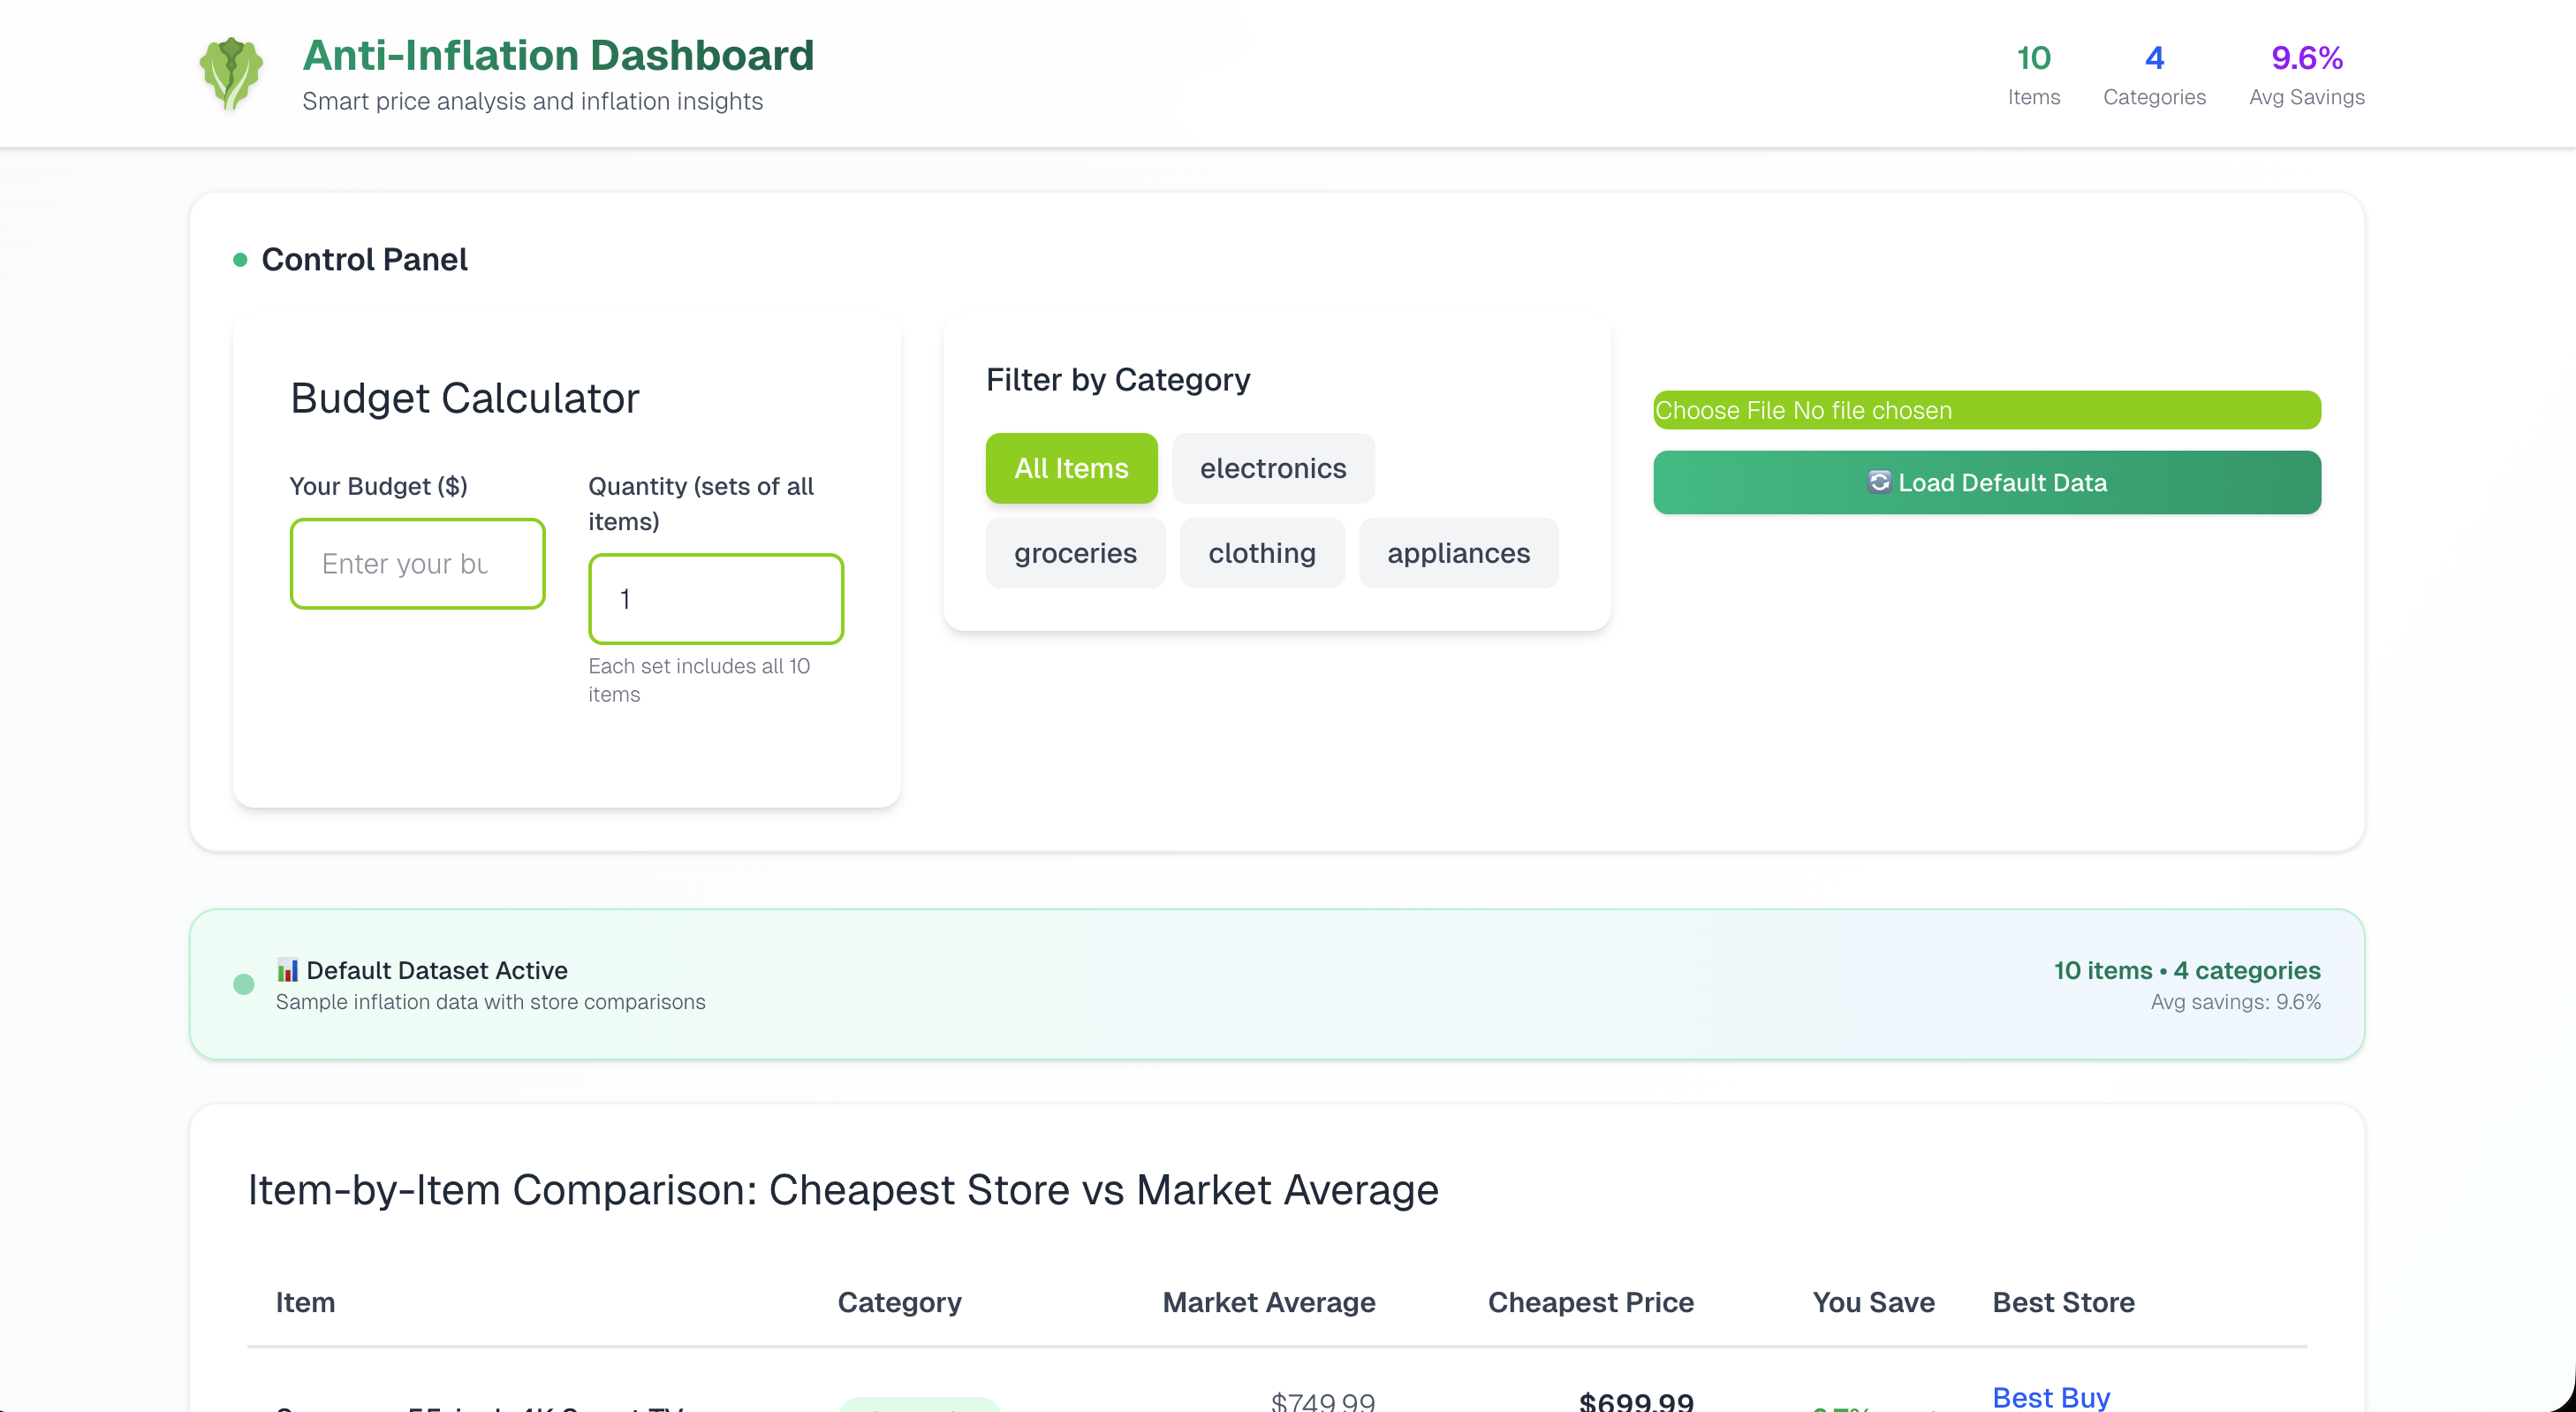 Anti-Inflation Dashboard
Smart price analysis and inflation insights
10
Items
4
Categories
9.6%
Avg Savings
Control Panel
Budget Calculator
Your Budget ($)
Enter your bu
Quantity (sets of all
items)
1
Each set includes all 10
items
Filter by Category
All Items
electronics
groceries
clothing
appliances
Choose File No file chosen
Load Default Data
Default Dataset Active
Sample inflation data with store comparisons
10 items • 4 categories
Avg savings: 9.6%
Item-by-Item Comparison: Cheapest Store vs Market Average
Item Category Market Average Cheapest Price You Save Best Store
$749.99 $699.99 Best Buy